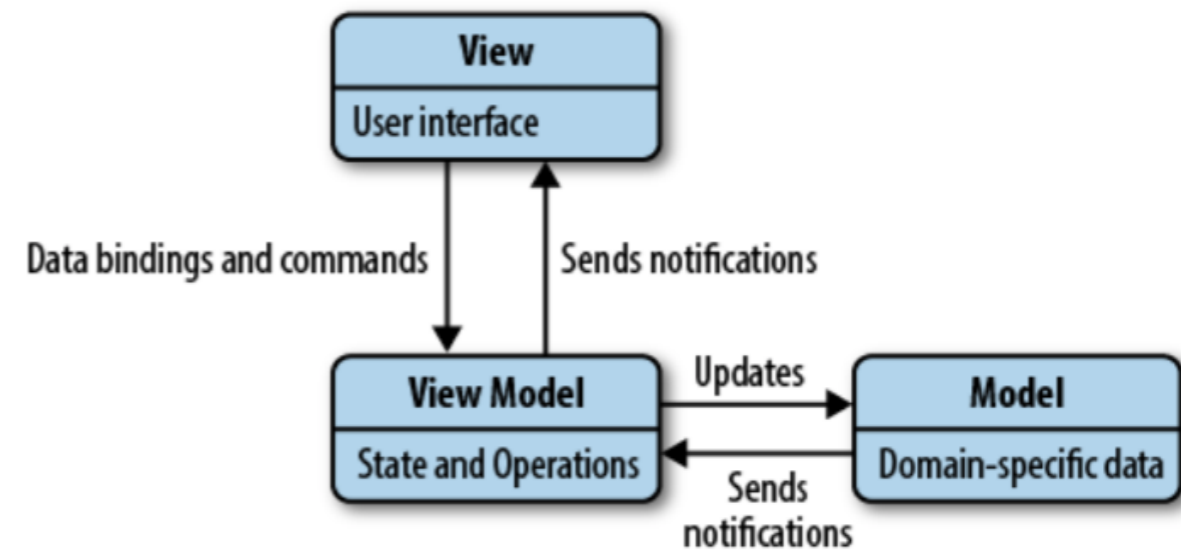 View
User interface
Data bindings and commands
Sends notifications
View Model
State and Operations
Updates
Sends
notifications
Model
Domain-specific data